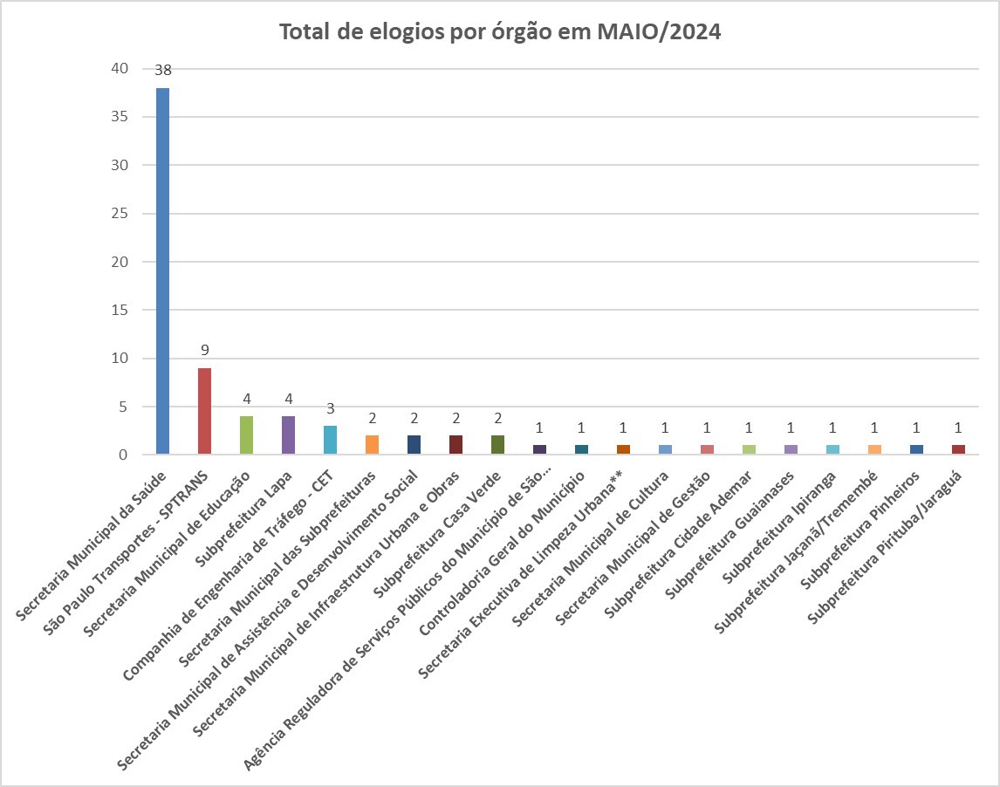 Total de elogios por órgão em MAIO/2024
40
35
30
25
20
15
10
5
0
38
9
4
4
3
2
2
2
2
1
1
1
1
1
1
1
1
1
1
1
Secretaria Municipal da Saúde
São Paulo Transportes - SPTRANS
Secretaria Municipal de Educação
Subprefeitura Lapa
Companhia de Engenharia de Tráfego - CET
Secretaria Municipal das Subprefeituras
Secretaria Municipal de Assistência e Desenvolvimento Social
Secretaria Municipal de Infraestrutura Urbana e Obras
Subprefeitura Casa Verde
Agência Reguladora de Serviços Públicos do Município de São...
Controladoria Geral do Município
Secretaria Executiva de Limpeza Urbana**
Secretaria Municipal de Cultura
Secretaria Municipal de Gestão
Subprefeitura Cidade Ademar
Subprefeitura Guaianases
Subprefeitura Ipiranga
Subprefeitura Jaçanã/Tremembé
Subprefeitura Pinheiros
Subprefeitura Pirituba/Jaraguá